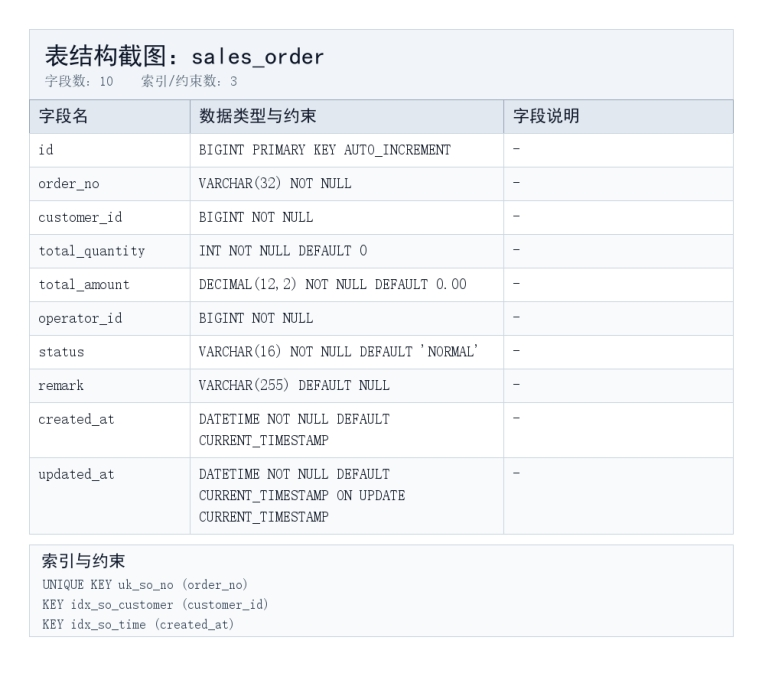 表结构截图：sales_order
字段数：10 索引/约束数：3
字段名 数据类型与约束 字段说明
id BIGINT PRIMARY KEY AUTO_INCREMENT -
order_no VARCHAR(32) NOT NULL -
customer_id BIGINT NOT NULL -
total_quantity INT NOT NULL DEFAULT 0 -
total_amount DECIMAL(12,2) NOT NULL DEFAULT 0.00 -
operator_id BIGINT NOT NULL -
status VARCHAR(16) NOT NULL DEFAULT 'NORMAL' -
remark VARCHAR(255) DEFAULT NULL -
created_at DATETIME NOT NULL DEFAULT -
CURRENT_TIMESTAMP
updated_at DATETIME NOT NULL DEFAULT -
CURRENT_TIMESTAMP ON UPDATE
CURRENT_TIMESTAMP
索引与约束
UNIQUE KEY uk_so_no (order_no)
KEY idx_so_customer (customer_id)
KEY idx_so_time (created_at)